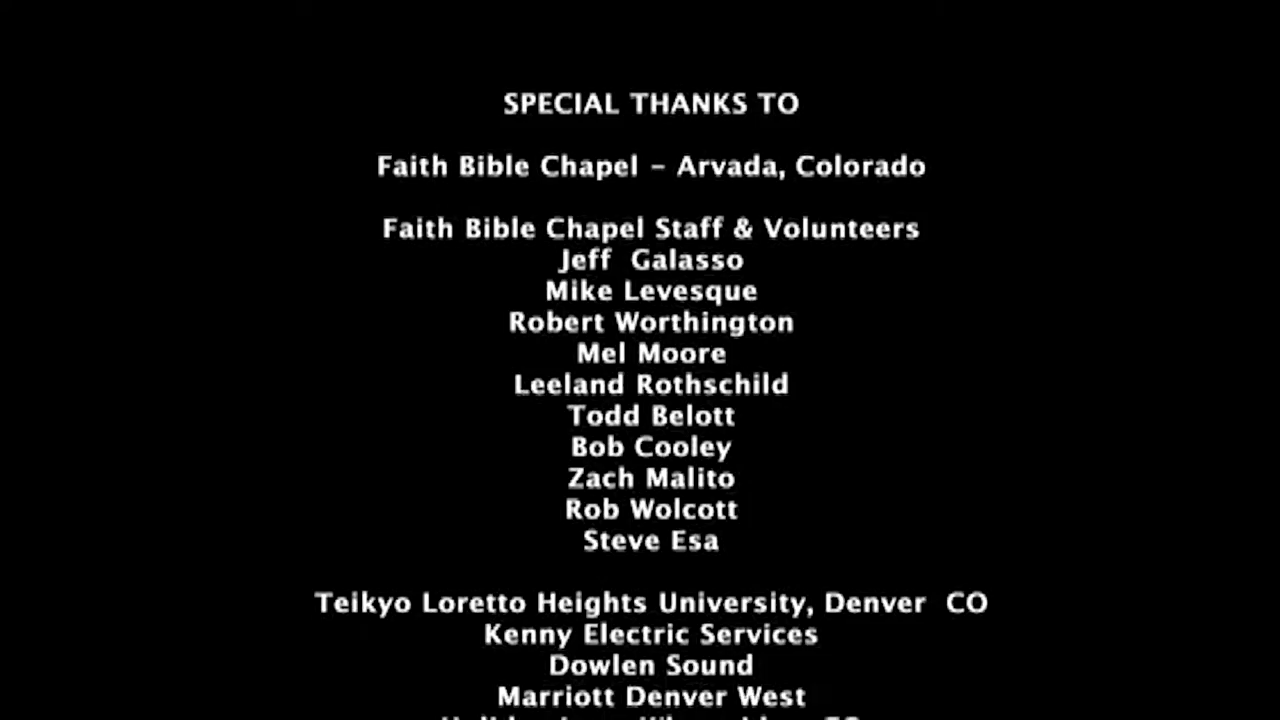 SPECIAL THANKS TO
Faith Bible Chapel - Arvada, Colorado
Faith Bible Chapel Staff & Volunteers
Jeff  Galasso
Mike Levesque
Robert Worthington
Mel Moore
Leeland Rothschild
Todd Belott
Bob Cooley
Zach Malito
Rob Wolcott
Steve Esa
Teikyo Loretto Heights University, Denver  CO
Kenny Electric Services
Dowlen Sound
Marriott Denver West